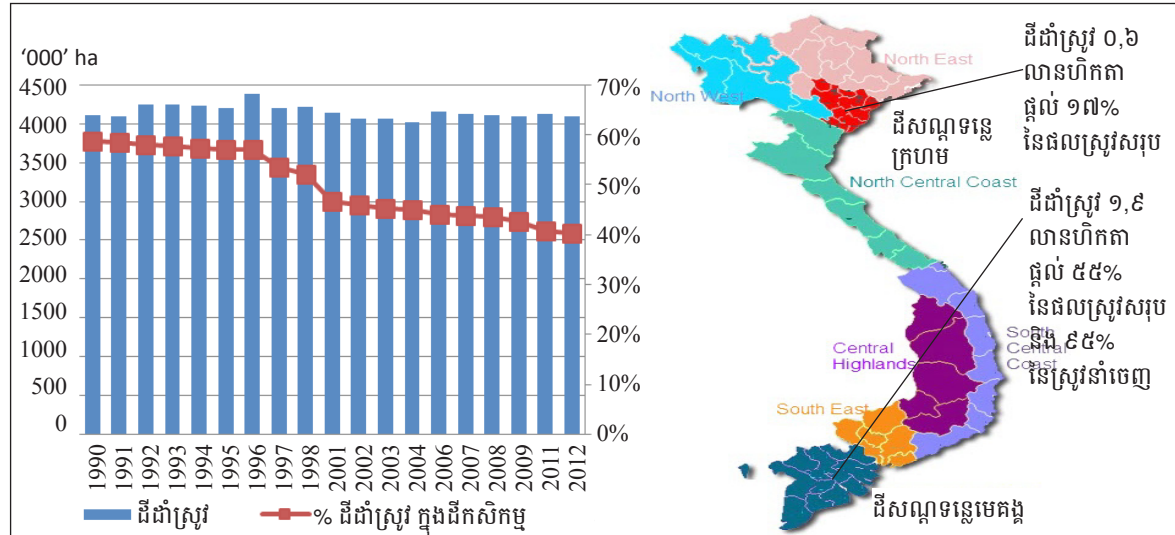 ‘000’ ha
4500
4000
3500
3000
2500
2000
1500
1000
500
0
70%
60%
50%
40%
30%
20%
10%
0%
1990
1991
1992
1993
1994
1995
1996
1997
1998
2001
2002
2003
2004
2006
2007
2008
2009
2011
2012
ដីដាំស្រូវ
% ដីដាំស្រូវ ក្នុងដីកសិកម្ម
North East
North West
ដីសណ្តទន្លេ
ក្រហម
North Central Coast
Central
Highlands
South
Central
Coast
South East
ដីសណ្តទន្លេមេគង្គ
ដីដាំស្រូវ ០,៦
លានហិកតា
ផ្តល់ ១៧%
នៃផលស្រូវសរុប
ដីដាំស្រូវ ១,៩
លានហិកតា
ផ្តល់ ៥៥%
នៃផលស្រូវសរុប
និង ៩៥%
នៃស្រូវនាំចេញ